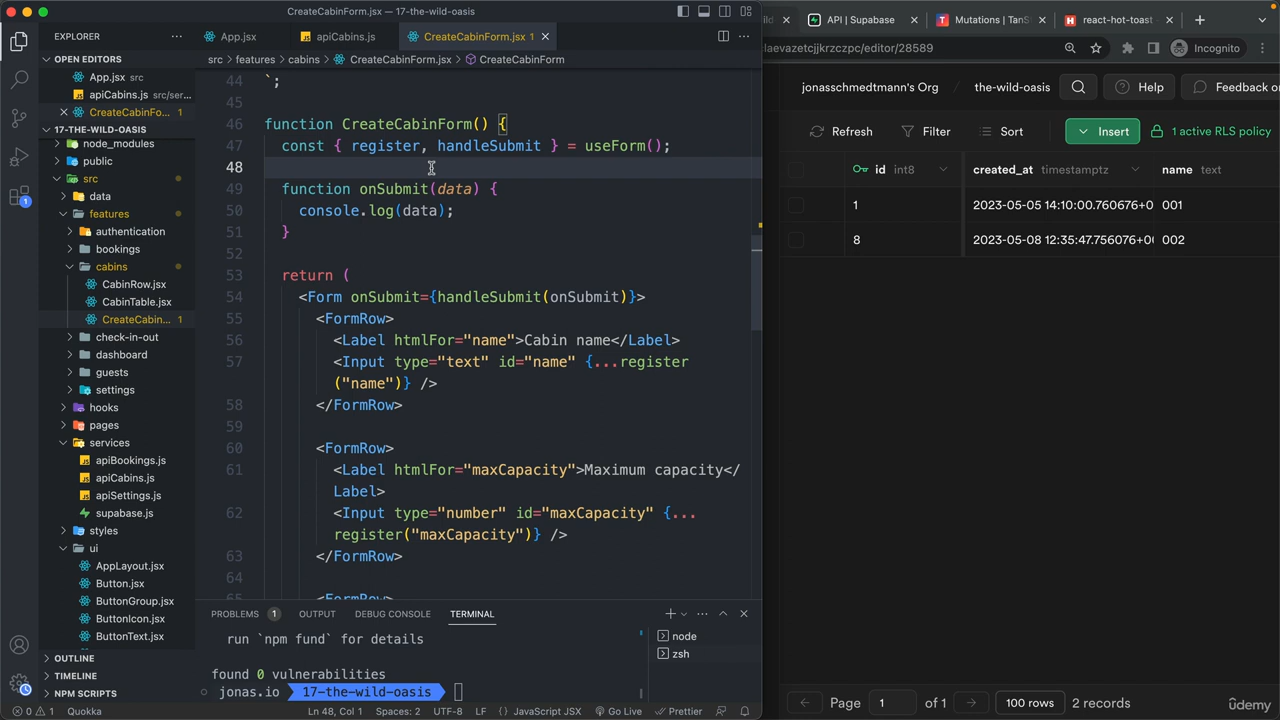 CreateCabinForm.jsx — 17-the-wild-oasis
EXPLORER
OPEN EDITORS
App.jsx src
apiCabins.js src/ser...
CreateCabinFo... 1
17-THE-WILD-OASIS
node_modules
public
src
data
features
authentication
bookings
cabins
CabinRow.jsx
CabinTable.jsx
CreateCabin... 1
check-in-out
dashboard
guests
settings
hooks
pages
services
apiBookings.js
apiCabins.js
apiSettings.js
supabase.js
styles
ui
AppLayout.jsx
Button.jsx
ButtonGroup.jsx
ButtonIcon.jsx
ButtonText.jsx
OUTLINE
TIMELINE
NPM SCRIPTS
App.jsx
apiCabins.js
CreateCabinForm.jsx 1
src > features > cabins > CreateCabinForm.jsx > CreateCabinForm
44 `;
45
46 function CreateCabinForm() {
47 const { register, handleSubmit } = useForm();
48
49 function onSubmit(data) {
50 console.log(data);
51 }
52
53 return (
54 <Form onSubmit={handleSubmit(onSubmit)}>
55 <FormRow>
56 <Label htmlFor="name">Cabin name</Label>
57 <Input type="text" id="name" {...register
("name")} />
58 </FormRow>
59
60 <FormRow>
61 <Label htmlFor="maxCapacity">Maximum capacity</
Label>
62 <Input type="number" id="maxCapacity" {...
register("maxCapacity")} />
63 </FormRow>
64
<FormRow>
PROBLEMS 1 OUTPUT DEBUG CONSOLE TERMINAL
run `npm fund` for details
found 0 vulnerabilities
jonas.io 17-the-wild-oasis
node
zsh
0 1 Quokka Ln 48, Col 1 Spaces: 2 UTF-8 LF {} JavaScript JSX Go Live Prettier
API | Supabase
Mutations | TanS
react-hot-toast
laevazetcjjkrzczpc/editor/28589
Incognito
jonasschmedtmann's Org / the-wild-oasis
Help
Feedback o
Refresh
Filter
Sort
Insert
1 active RLS policy
id int8 created_at timestamptz name text
1 2023-05-05 14:10:00.760676+0 001
8 2023-05-08 12:35:47.756076+0 002
Page 1 of 1 100 rows 2 records
udemy